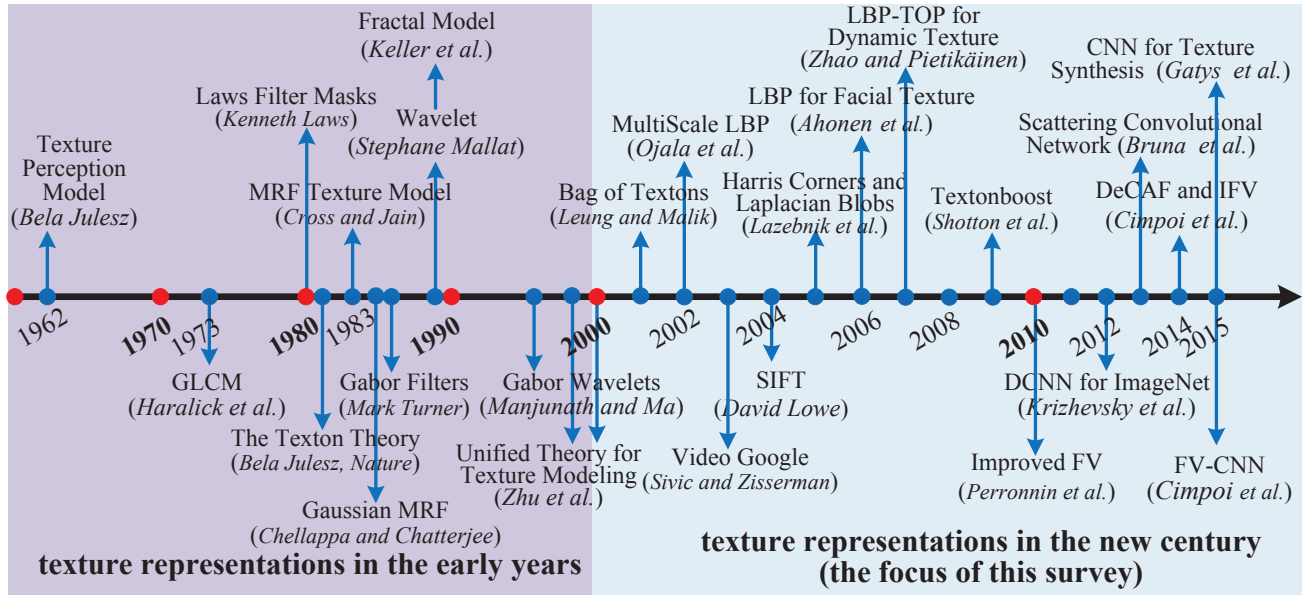 Fractal Model
(Keller et al.)
Laws Filter Masks
(Kenneth Laws)
Wavelet
(Stephane Mallat)
Texture
Perception
Model
(Bela Julesz)
MRF Texture Model
(Cross and Jain)
LBP-TOP for
Dynamic Texture
(Zhao and Pietikäinen)
CNN for Texture
Synthesis (Gatys et al.)
LBP for Facial Texture
(Ahonen et al.)
MultiScale LBP
(Ojala et al.)
Scattering Convolutional
Network (Bruna et al.)
Bag of Textons
(Leung and Malik)
Harris Corners and
Laplacian Blobs
(Lazebnik et al.)
Textonboost
(Shotton et al.)
DeCAF and IFV
(Cimpoi et al.)
1962
1970
1973
1980
1983
1990
2000
2002
2004
2006
2008
2010
2012
2014
2015
GLCM
(Haralick et al.)
Gabor Filters
(Mark Turner)
Gabor Wavelets
(Manjunath and Ma)
SIFT
(David Lowe)
DCNN for ImageNet
(Krizhevsky et al.)
The Texton Theory
(Bela Julesz, Nature)
Unified Theory for
Texture Modeling
(Zhu et al.)
Video Google
(Sivic and Zisserman)
Improved FV
(Perronnin et al.)
FV-CNN
(Cimpoi et al.)
Gaussian MRF
(Chellappa and Chatterjee)
texture representations in the early years
texture representations in the new century
(the focus of this survey)